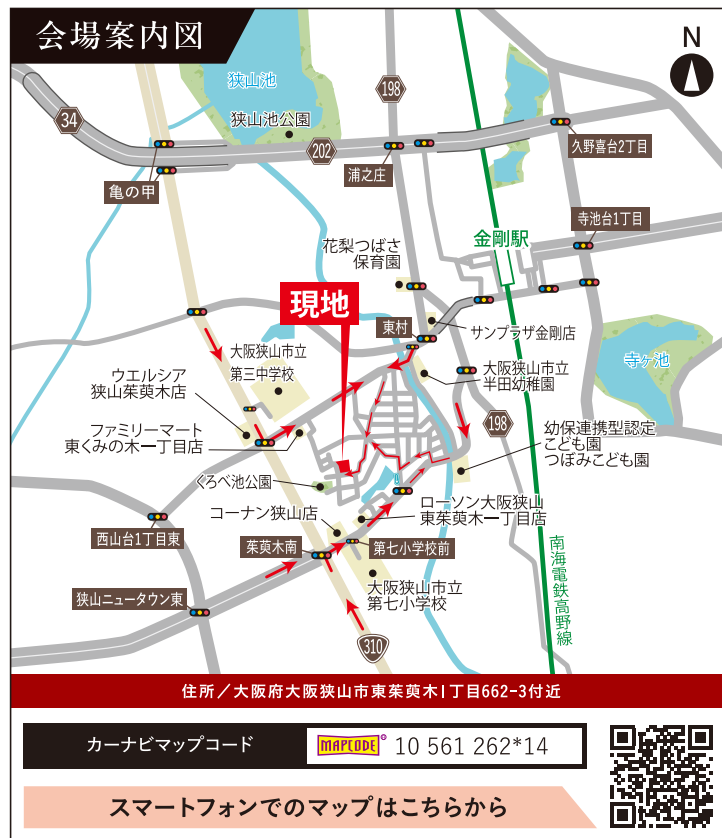 会場案内図
N
狭山池
狭山池公園
198
34
202
久野喜台2丁目
浦之庄
亀の甲
寺池台1丁目
金剛駅
花梨つばさ
保育園
現地
東村
サンプラザ金剛店
大阪狭山市立
第三中学校
大阪狭山市立
半田幼稚園
寺ヶ池
ウエルシア
狭山茱萸木店
ファミリーマート
東くみの木一丁目店
198
幼保連携型認定
こども園
つぼみこども園
くろべ池公園
ローソン大阪狭山
東茱萸木一丁目店
コーナン狭山店
西山台1丁目東
茱萸木南
第七小学校前
南海電鉄高野線
狭山ニュータウン東
大阪狭山市立
第七小学校
310
住所／大阪府大阪狭山市東茱萸木1丁目662-3付近
カーナビマップコード
MAPCODE® 10 561 262*14
スマートフォンでのマップはこちらから